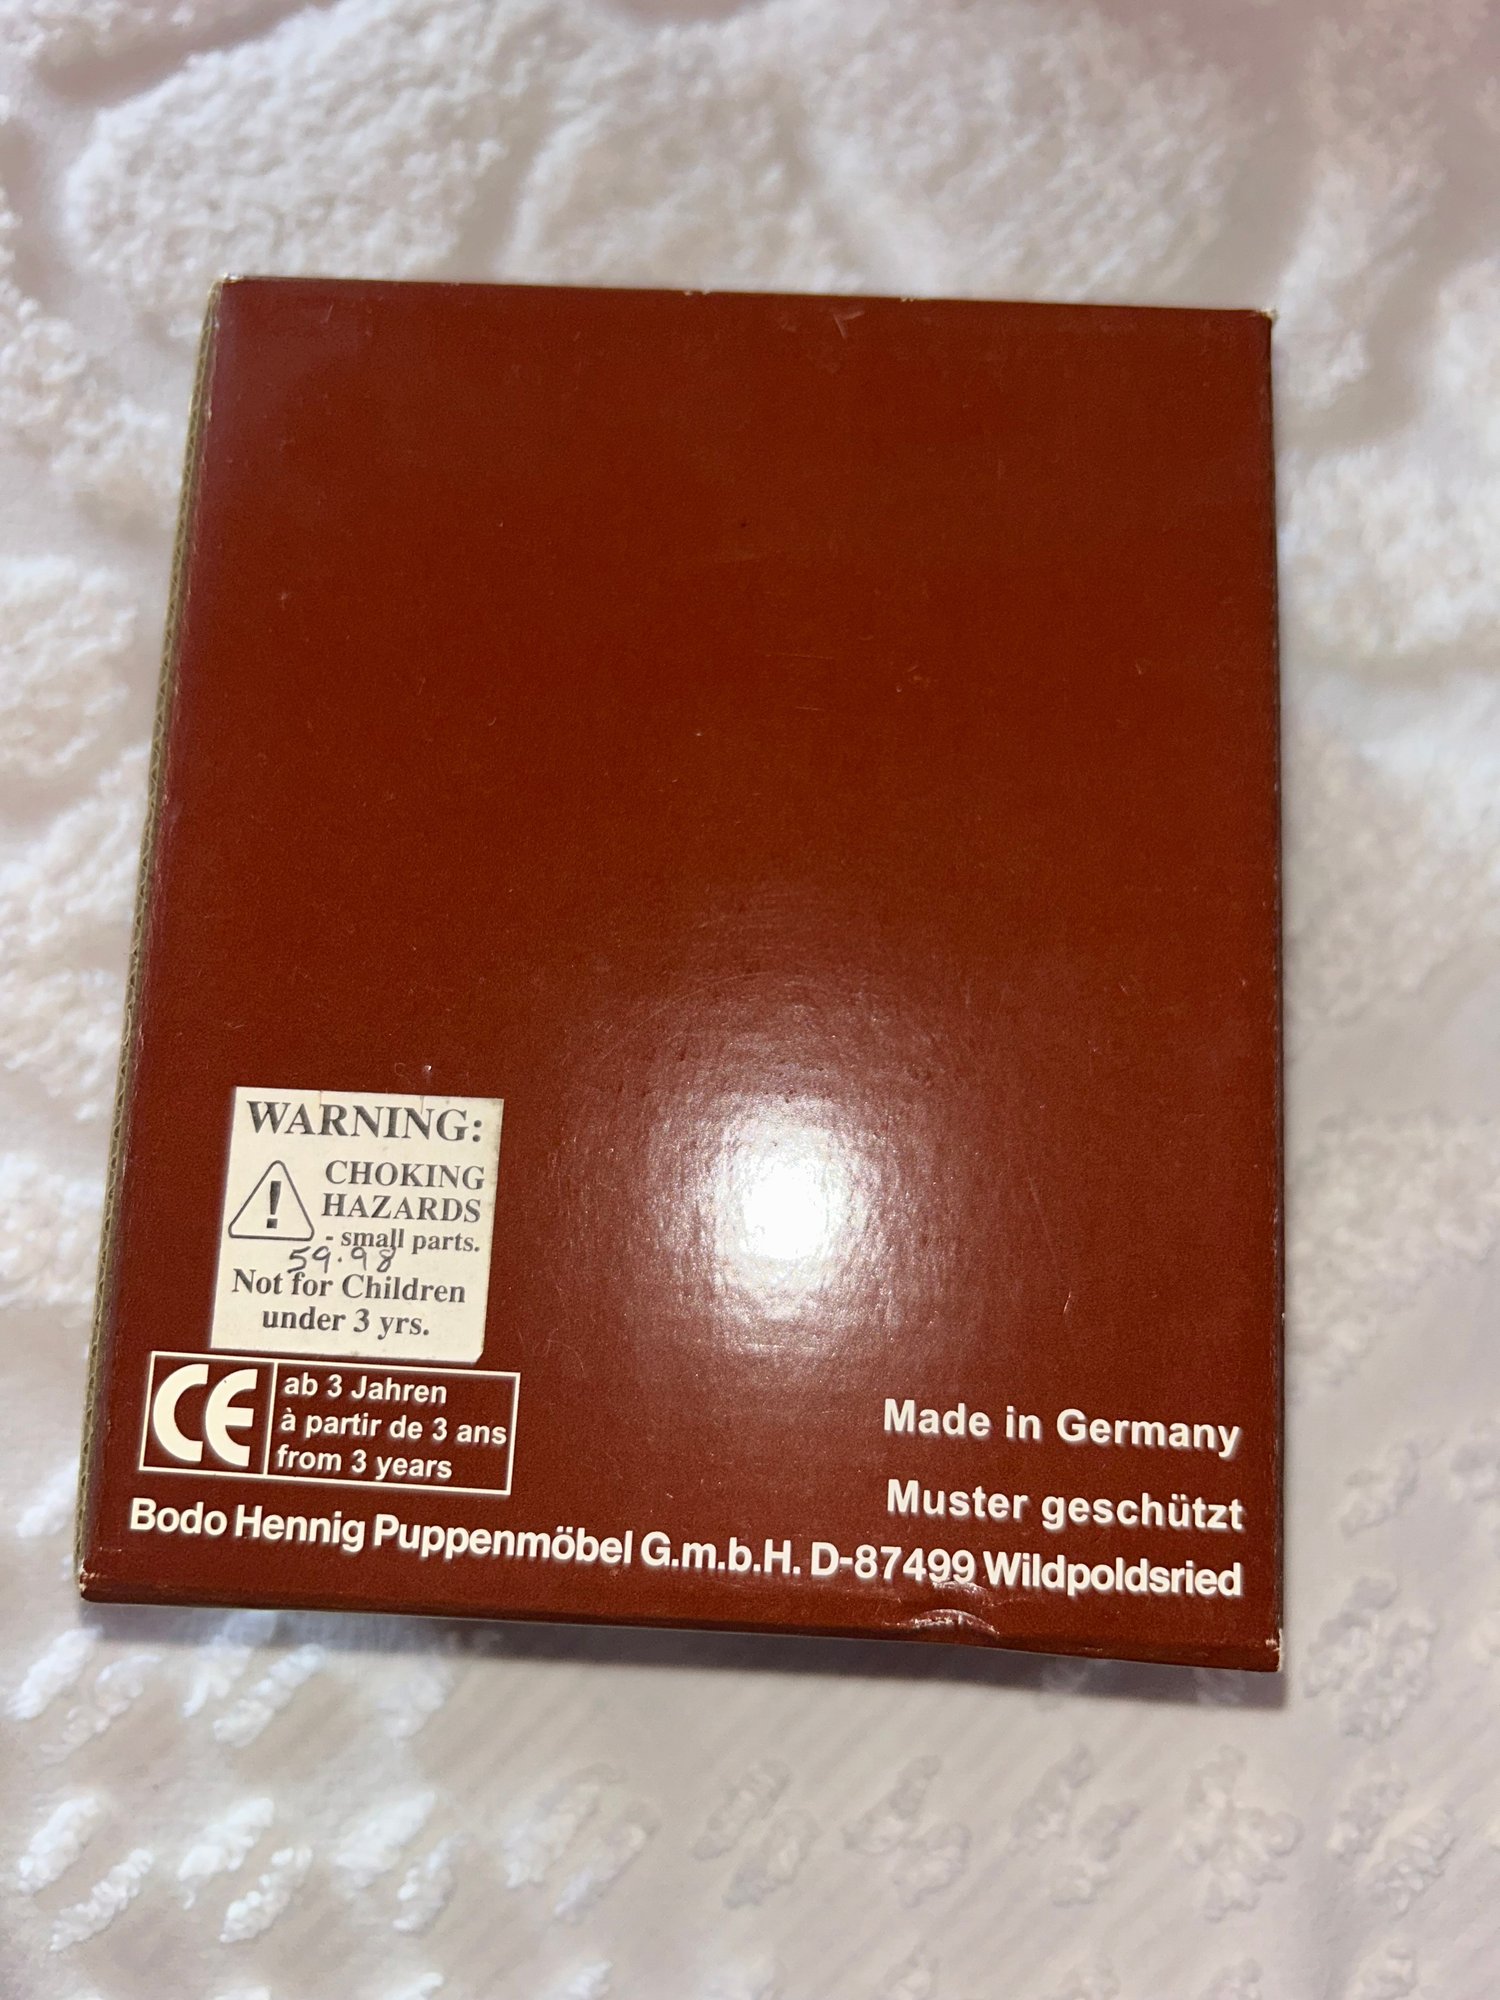 WARNING:
CHOKING
HAZARDS
- small parts.
59.98
Not for Children
under 3 yrs.
CE
ab 3 Jahren
à partir de 3 ans
from 3 years
Made in Germany
Muster geschützt
Bodo Hennig Puppenmöbel G.m.b.H. D-87499 Wildpoldsried